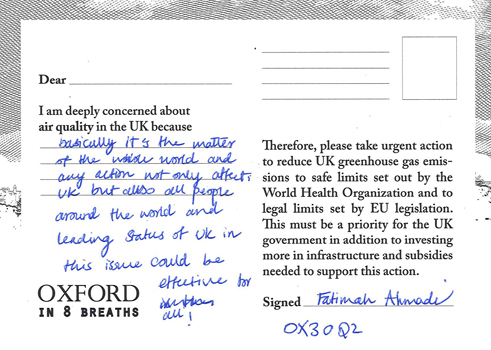 Dear
I am deeply concerned about
air quality in the UK because
basically it's the matter
of the whole world and
any action not only affect
UK but also all people
around the world and
leading status of UK in
this issue could be
effective for
all!
OXFORD
IN 8 BREATHS
Therefore, please take urgent action
to reduce UK greenhouse gas emis-
sions to safe limits set out by the
World Health Organization and to
legal limits set by EU legislation.
This must be a priority for the UK
government in addition to investing
more in infrastructure and subsidies
needed to support this action.
Signed Fatimah Ahmadi
OX3 0Q2